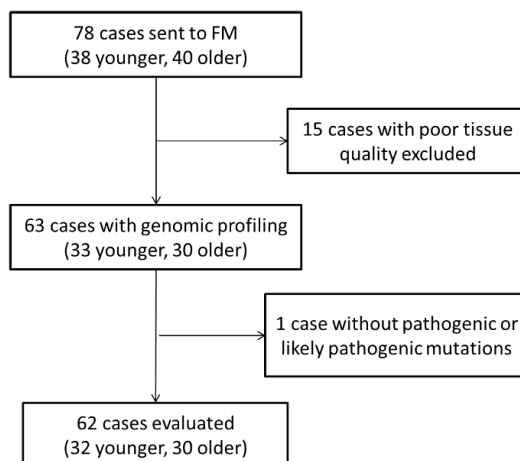 78 cases sent to FM
(38 younger, 40 older)
15 cases with poor tissue
quality excluded
63 cases with genomic profiling
(33 younger, 30 older)
1 case without pathogenic or
likely pathogenic mutations
62 cases evaluated
(32 younger, 30 older)